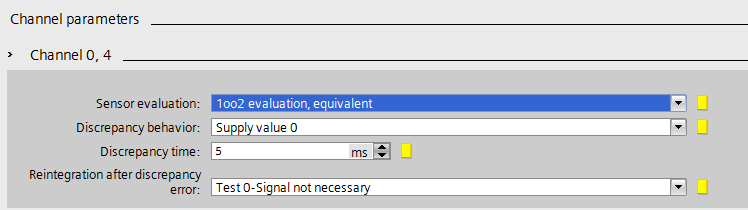 Channel parameters
Channel 0, 4
Sensor evaluation: 1oo2 evaluation, equivalent
Discrepancy behavior: Supply value 0
Discrepancy time: 5 ms
Reintegration after discrepancy
error: Test 0-Signal not necessary